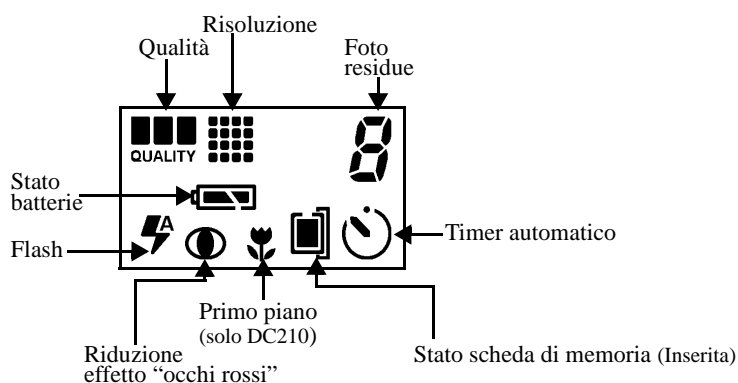 Risoluzione
Qualità
Foto
residue
QUALITY
8
Stato
batterie
A
Flash
Timer automatico
Primo piano
(solo DC210)
Riduzione
effetto “occhi rossi”
Stato scheda di memoria (Inserita)